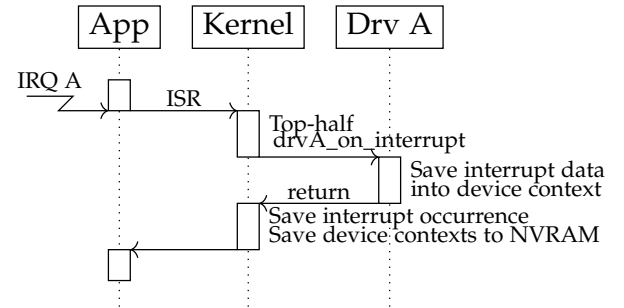 App Kernel Drv A
IRQ A
ISR
Top-half
drvA_on_interrupt
Save interrupt data
into device context
return
Save interrupt occurrence
Save device contexts to NVRAM